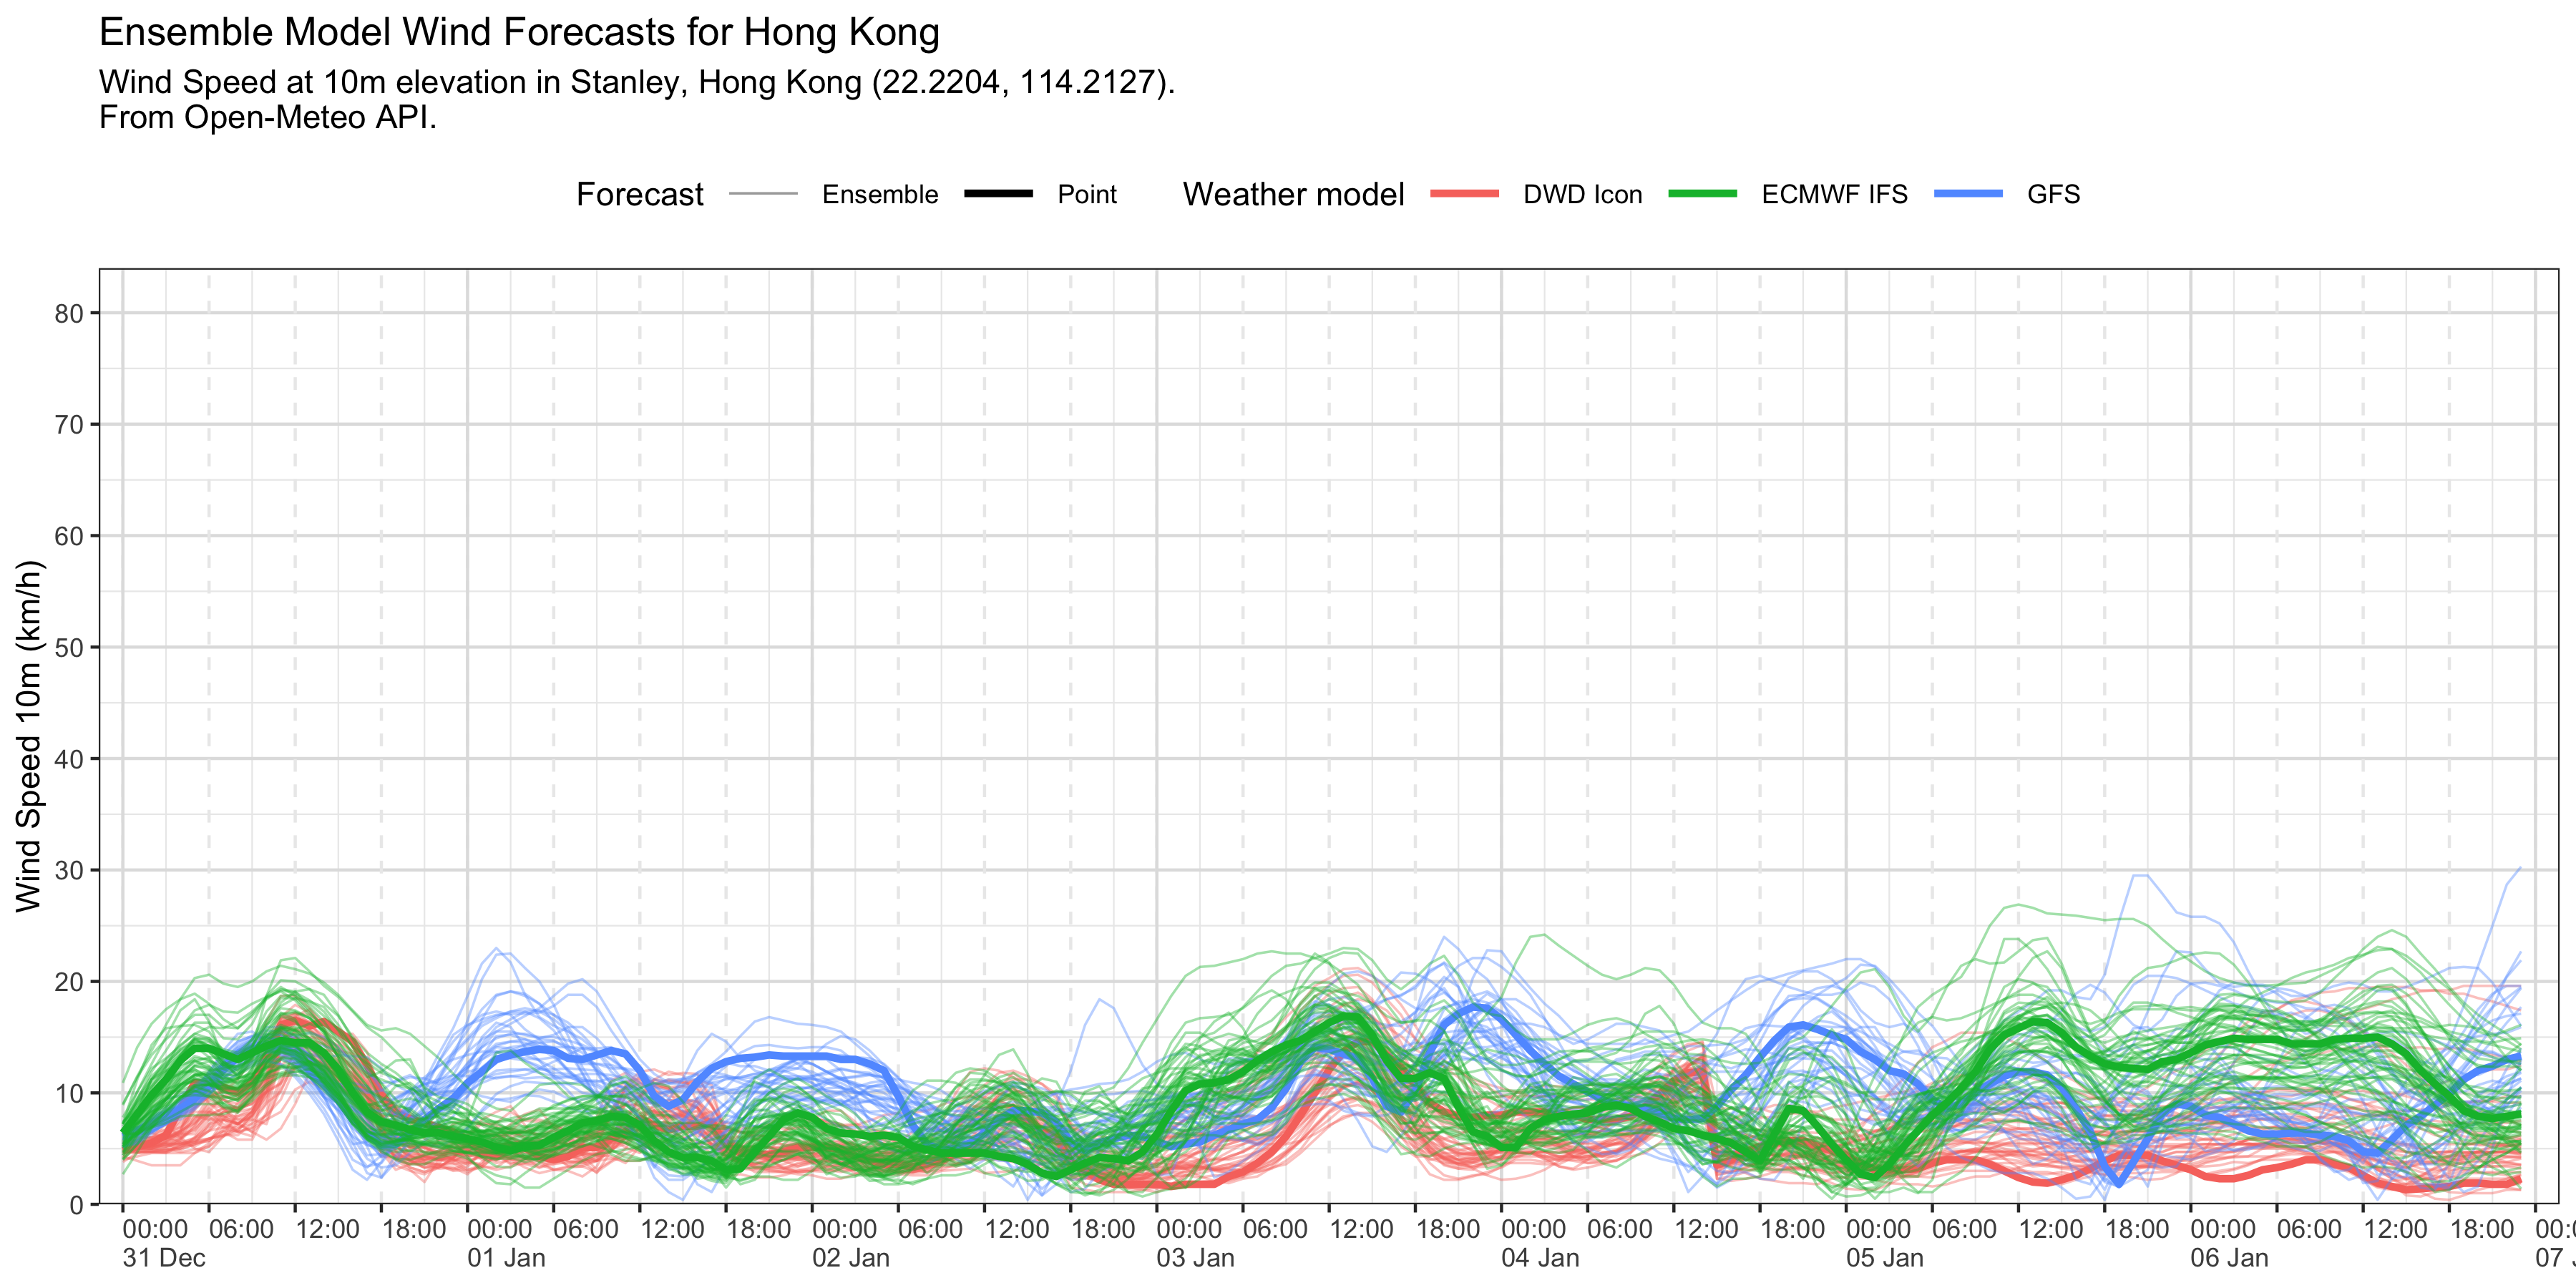 Ensemble Model Wind Forecasts for Hong Kong
Wind Speed at 10m elevation in Stanley, Hong Kong (22.2204, 114.2127).
From Open-Meteo API.
Forecast Ensemble Point Weather model DWD Icon ECMWF IFS GFS
Wind Speed 10m (km/h)
80
70
60
50
40
30
20
10
0
00:00 06:00 12:00 18:00 00:00 06:00 12:00 18:00 00:00 06:00 12:00 18:00 00:00 06:00 12:00 18:00 00:00 06:00 12:00 18:00 00:00 06:00 12:00 18:00 00:00 06:00 12:00 18:00
31 Dec 01 Jan 02 Jan 03 Jan 04 Jan 05 Jan 06 Jan 07